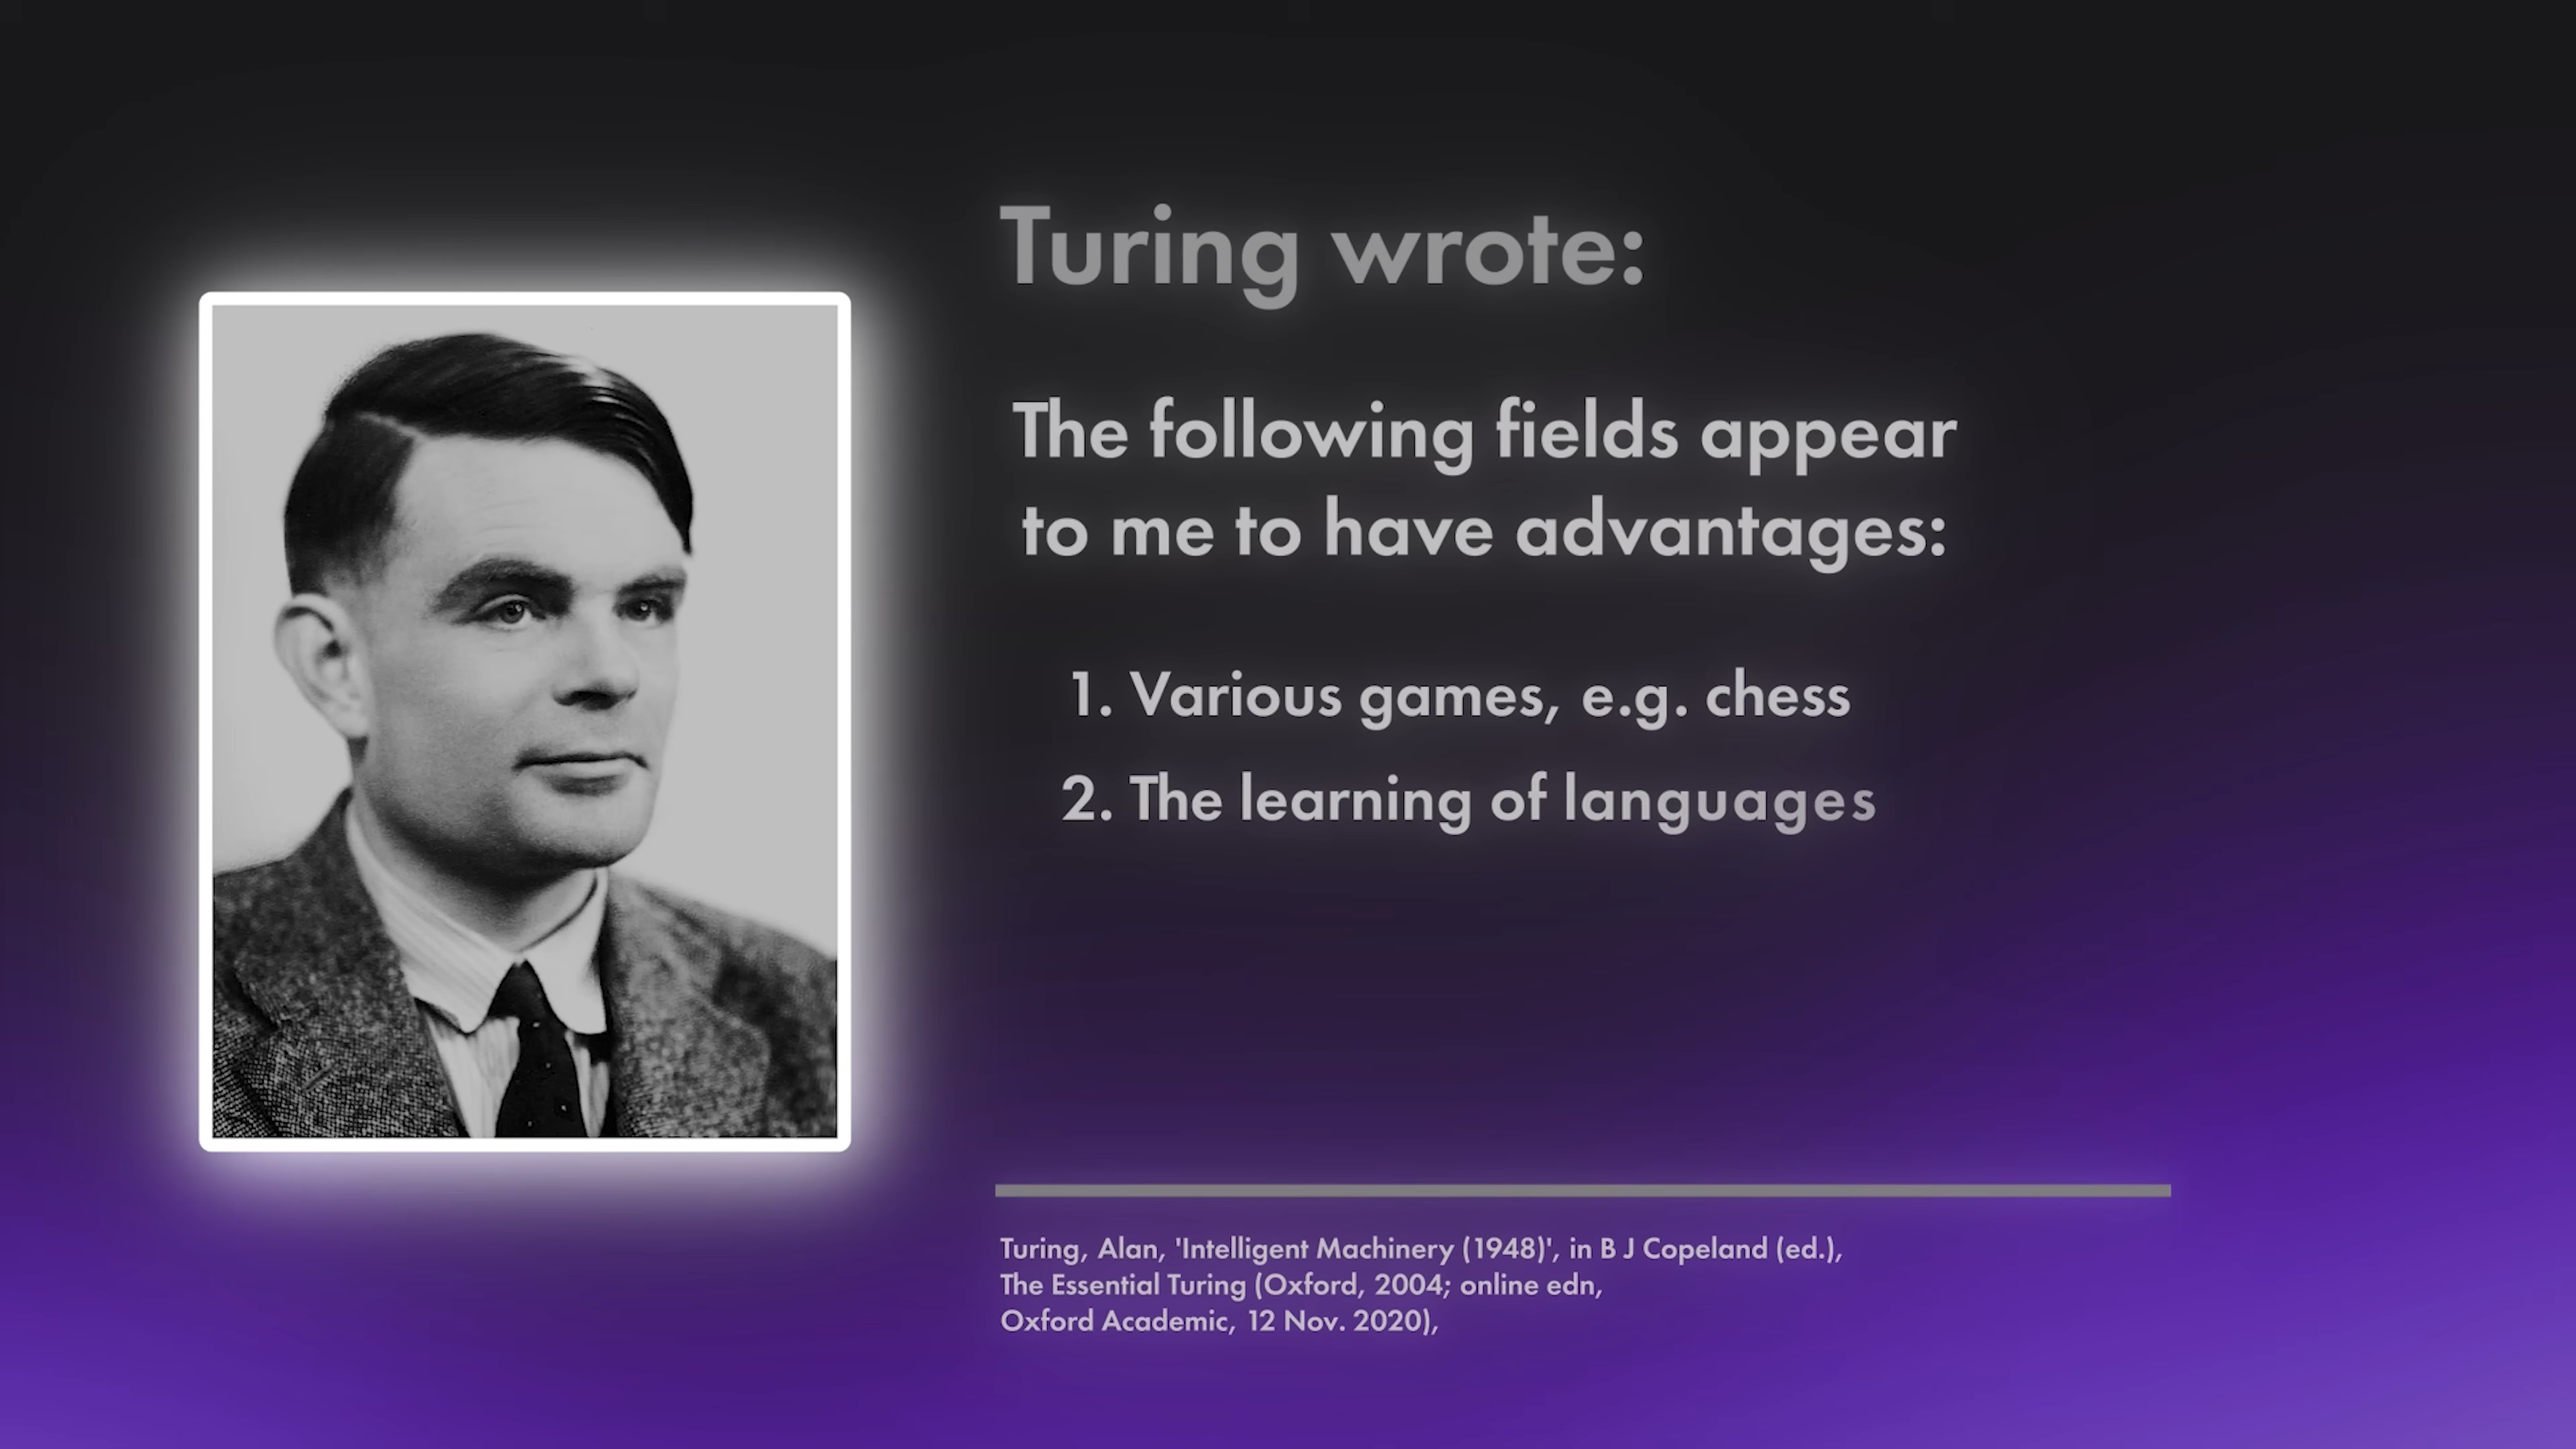 Turing wrote:
The following fields appear
to me to have advantages:
1. Various games, e.g. chess
2. The learning of languages
Turing, Alan, 'Intelligent Machinery (1948)', in B J Copeland (ed.),
The Essential Turing (Oxford, 2004; online edn,
Oxford Academic, 12 Nov. 2020),